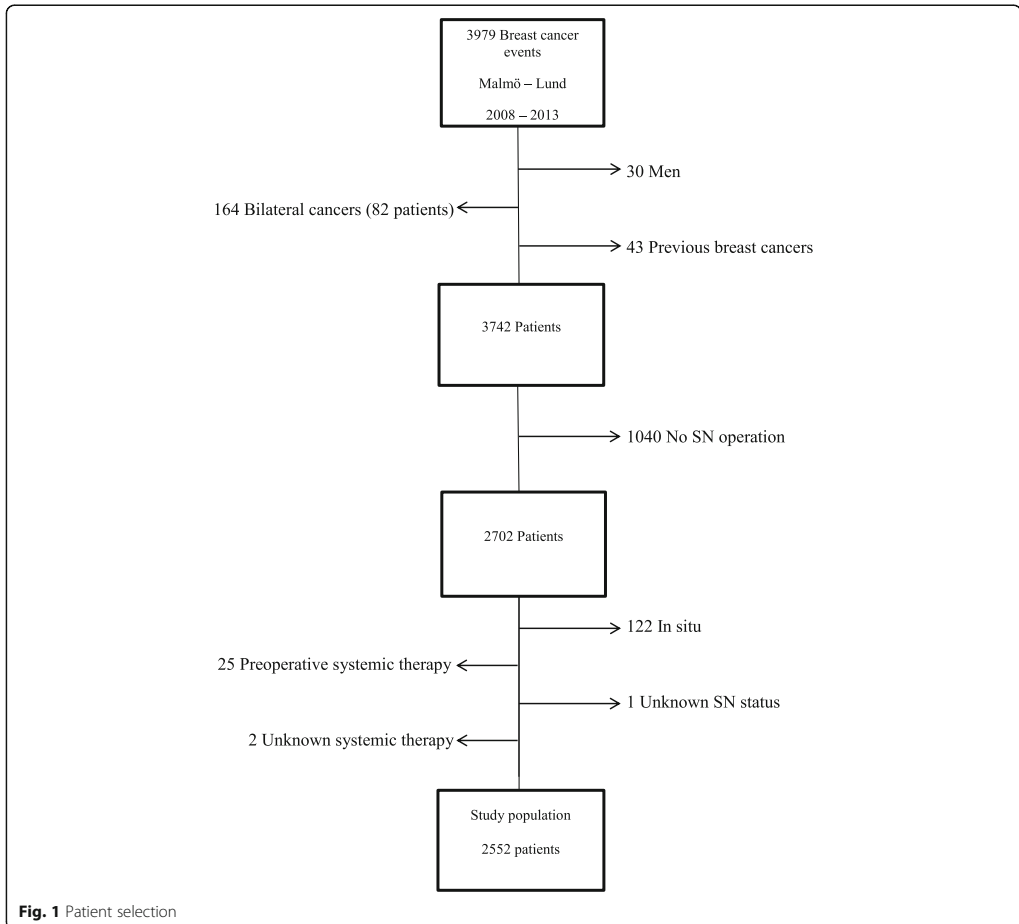 3979 Breast cancer
events
Malmö – Lund
2008 – 2013
30 Men
164 Bilateral cancers (82 patients)
43 Previous breast cancers
3742 Patients
1040 No SN operation
2702 Patients
122 In situ
25 Preoperative systemic therapy
1 Unknown SN status
2 Unknown systemic therapy
Study population
2552 patients
Fig. 1 Patient selection